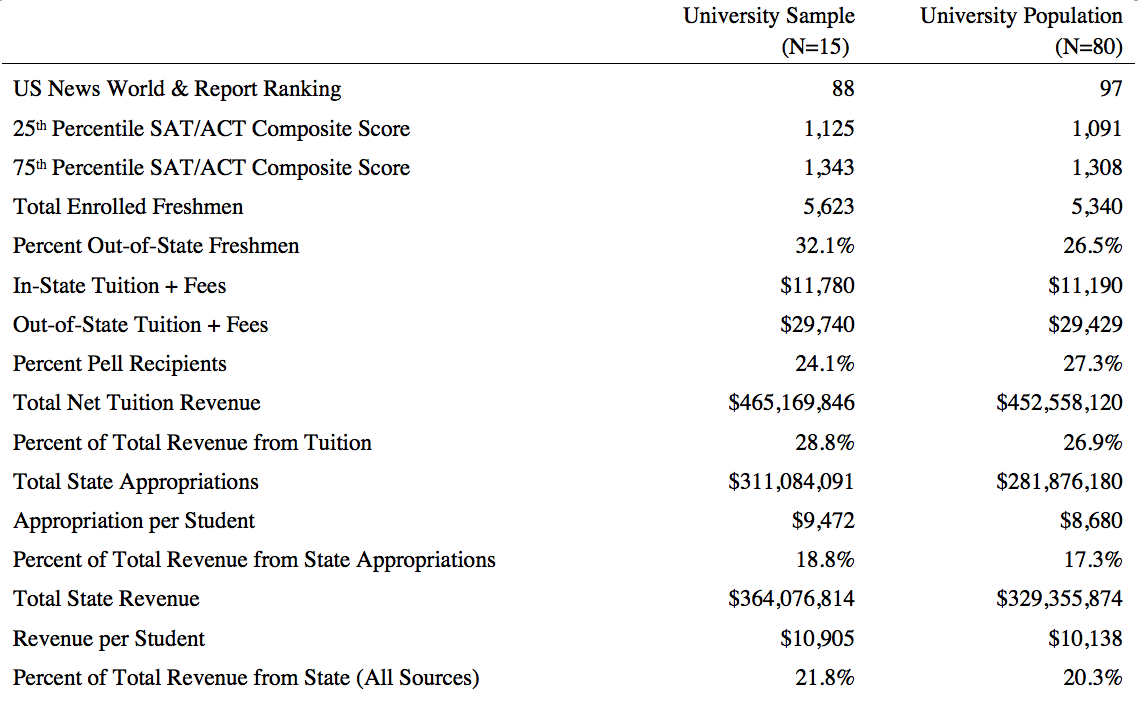 University Sample University Population
(N=15) (N=80)
US News World & Report Ranking 88 97
25th Percentile SAT/ACT Composite Score 1,125 1,091
75th Percentile SAT/ACT Composite Score 1,343 1,308
Total Enrolled Freshmen 5,623 5,340
Percent Out-of-State Freshmen 32.1% 26.5%
In-State Tuition + Fees $11,780 $11,190
Out-of-State Tuition + Fees $29,740 $29,429
Percent Pell Recipients 24.1% 27.3%
Total Net Tuition Revenue $465,169,846 $452,558,120
Percent of Total Revenue from Tuition 28.8% 26.9%
Total State Appropriations $311,084,091 $281,876,180
Appropriation per Student $9,472 $8,680
Percent of Total Revenue from State Appropriations 18.8% 17.3%
Total State Revenue $364,076,814 $329,355,874
Revenue per Student $10,905 $10,138
Percent of Total Revenue from State (All Sources) 21.8% 20.3%